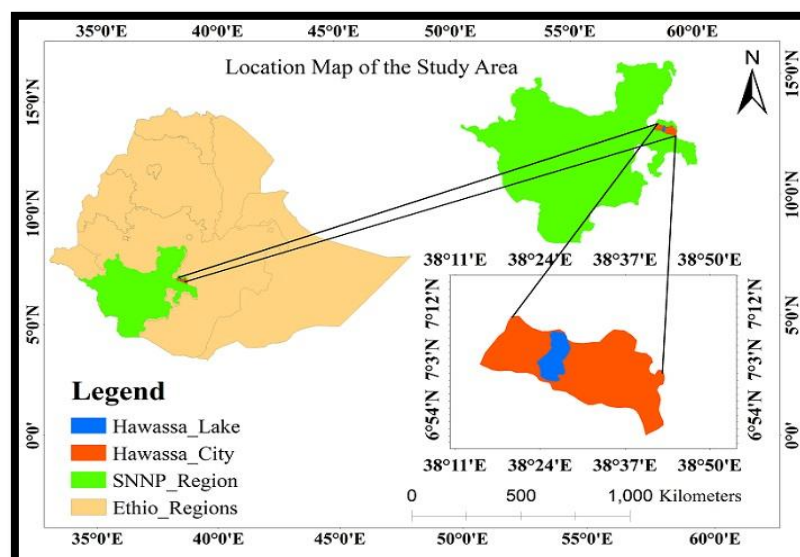 35°0'E 40°0'E 45°0'E 50°0'E 55°0'E 60°0'E
Location Map of the Study Area
N
15°0'N
10°0'N
5°0'N
0°0'
15°0'N
10°0'N
5°0'N
0°0'
38°11'E 38°24'E 38°37'E 38°50'E
7°12'N
7°3'N
6°54'N
7°12'N
7°3'N
6°54'N
38°11'E 38°24'E 38°37'E 38°50'E
Legend
Hawassa_Lake
Hawassa_City
SNNP_Region
Ethio_Regions
0 500 1,000 Kilometers
35°0'E 40°0'E 45°0'E 50°0'E 55°0'E 60°0'E